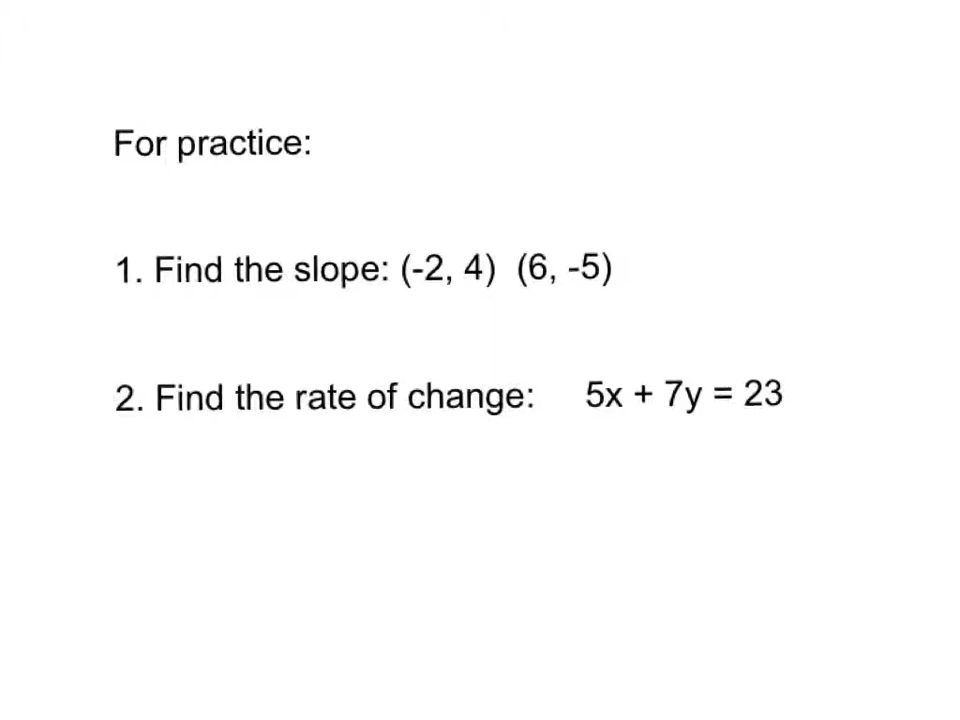 For practice:
1. Find the slope: (-2, 4) (6, -5)
2. Find the rate of change: 5x + 7y = 23